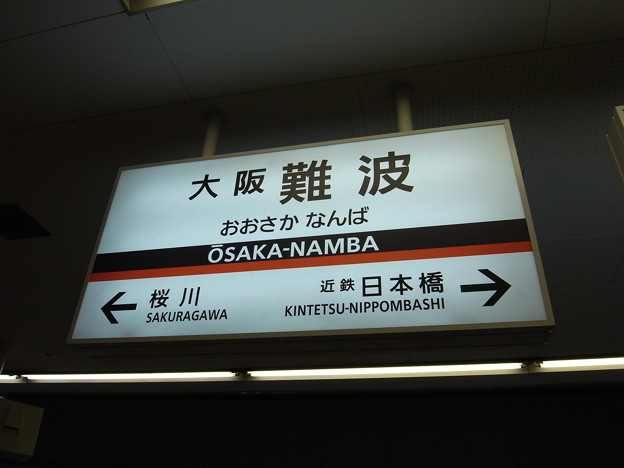 大阪難波
おおさか なんば
ŌSAKA-NAMBA
← 桜川
SAKURAGAWA
近鉄日本橋 →
KINTETSU-NIPPOMBASHI